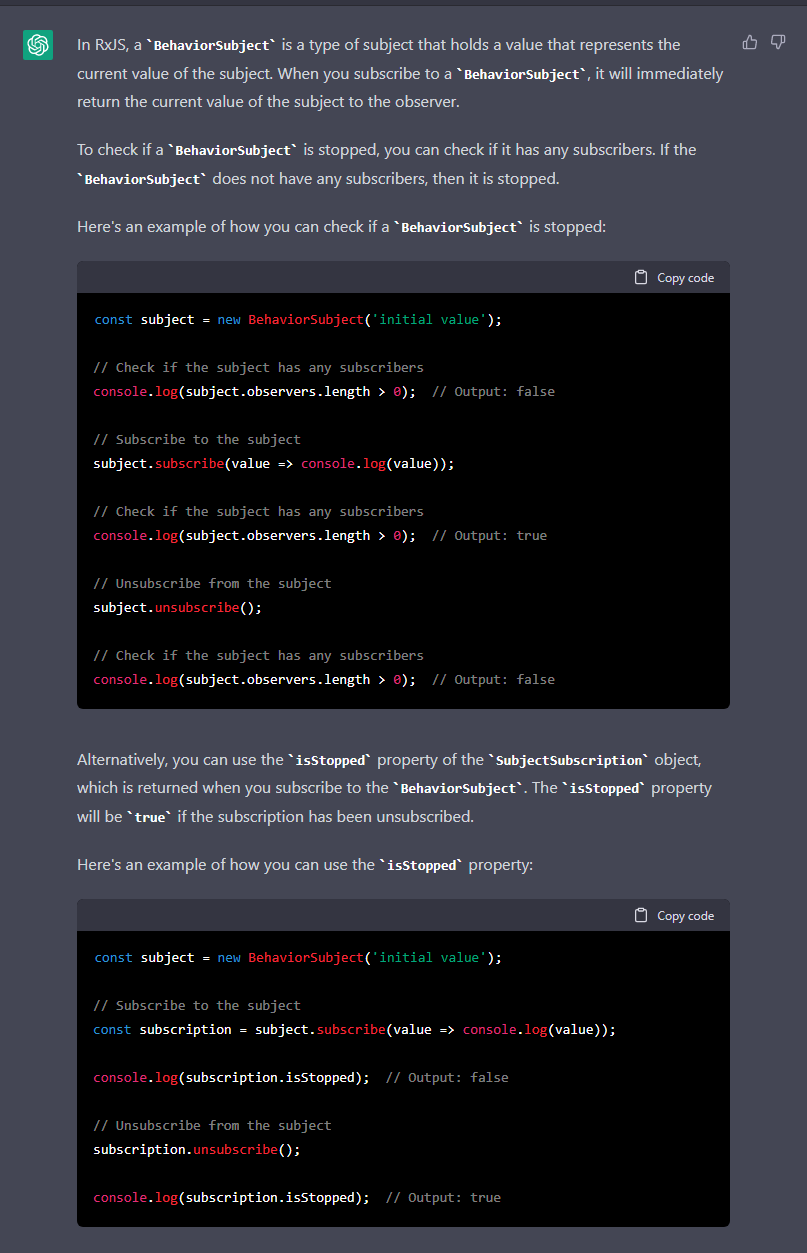 In RxJS, a `BehaviorSubject` is a type of subject that holds a value that represents the
current value of the subject. When you subscribe to a `BehaviorSubject`, it will immediately
return the current value of the subject to the observer.
To check if a `BehaviorSubject` is stopped, you can check if it has any subscribers. If the
`BehaviorSubject` does not have any subscribers, then it is stopped.
Here's an example of how you can check if a `BehaviorSubject` is stopped:
Copy code
const subject = new BehaviorSubject('initial value');
// Check if the subject has any subscribers
console.log(subject.observers.length > 0);  // Output: false
// Subscribe to the subject
subject.subscribe(value => console.log(value));
// Check if the subject has any subscribers
console.log(subject.observers.length > 0);  // Output: true
// Unsubscribe from the subject
subject.unsubscribe();
// Check if the subject has any subscribers
console.log(subject.observers.length > 0);  // Output: false
Alternatively, you can use the `isStopped` property of the `SubjectSubscription` object,
which is returned when you subscribe to the `BehaviorSubject`. The `isStopped` property
will be `true` if the subscription has been unsubscribed.
Here's an example of how you can use the `isStopped` property:
Copy code
const subject = new BehaviorSubject('initial value');
// Subscribe to the subject
const subscription = subject.subscribe(value => console.log(value));
console.log(subscription.isStopped);  // Output: false
// Unsubscribe from the subject
subscription.unsubscribe();
console.log(subscription.isStopped);  // Output: true